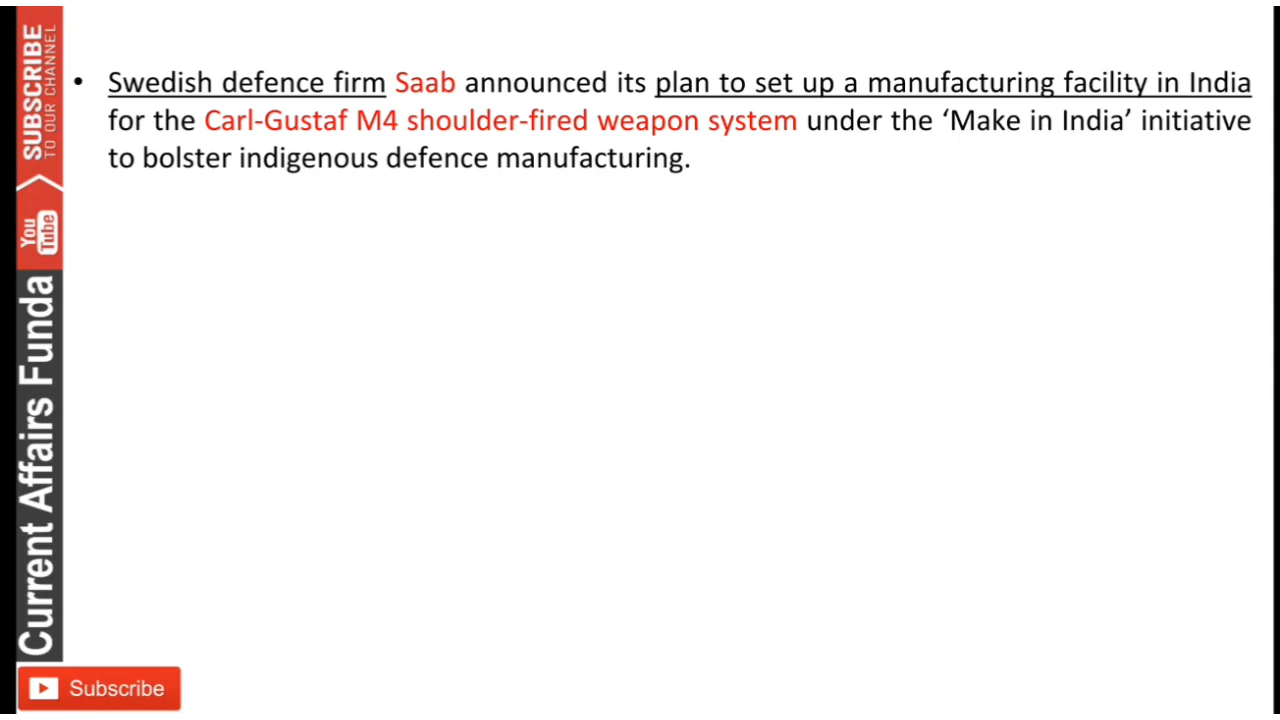 • Swedish defence firm Saab announced its plan to set up a manufacturing facility in India
for the Carl-Gustaf M4 shoulder-fired weapon system under the ‘Make in India’ initiative
to bolster indigenous defence manufacturing.
SUBSCRIBE
TO OUR CHANNEL
You
Tube
Current Affairs Funda
Subscribe